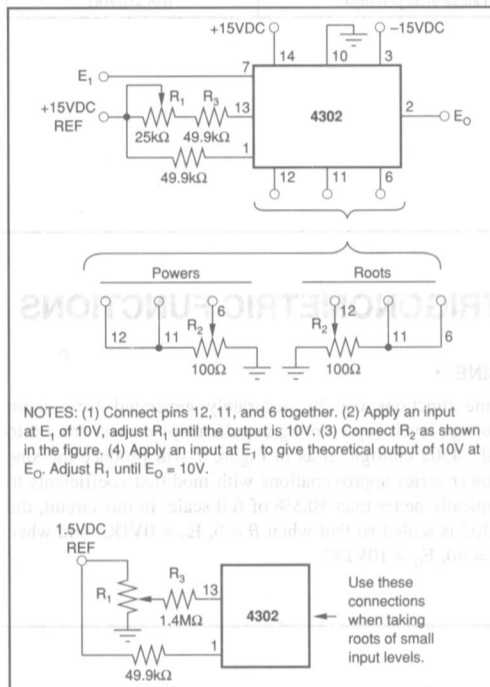 +15VDC
–15VDC
14
10
3
E1
7
+15VDC
REF
R1
R3
13
25kΩ
49.9kΩ
4302
2
EO
1
49.9kΩ
12
11
6
Powers
Roots
6
12
R2
R2
12
11
11
6
100Ω
100Ω
NOTES: (1) Connect pins 12, 11, and 6 together. (2) Apply an input
at E1 of 10V, adjust R1 until the output is 10V. (3) Connect R2 as shown
in the figure. (4) Apply an input at E1 to give theoretical output of 10V at
EO. Adjust R1 until EO = 10V.
1.5VDC
REF
R1
R3
13
1.4MΩ
4302
1
49.9kΩ
Use these
connections
when taking
roots of small
input levels.